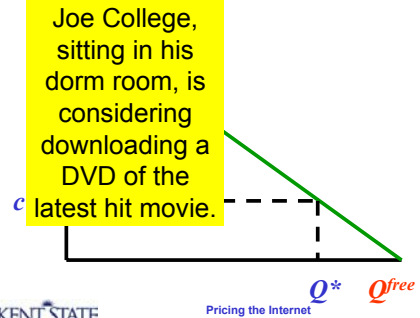 Joe College,
sitting in his
dorm room, is
considering
downloading a
DVD of the
latest hit movie.
c
Q* Q^free
KENT STATE
Pricing the Internet